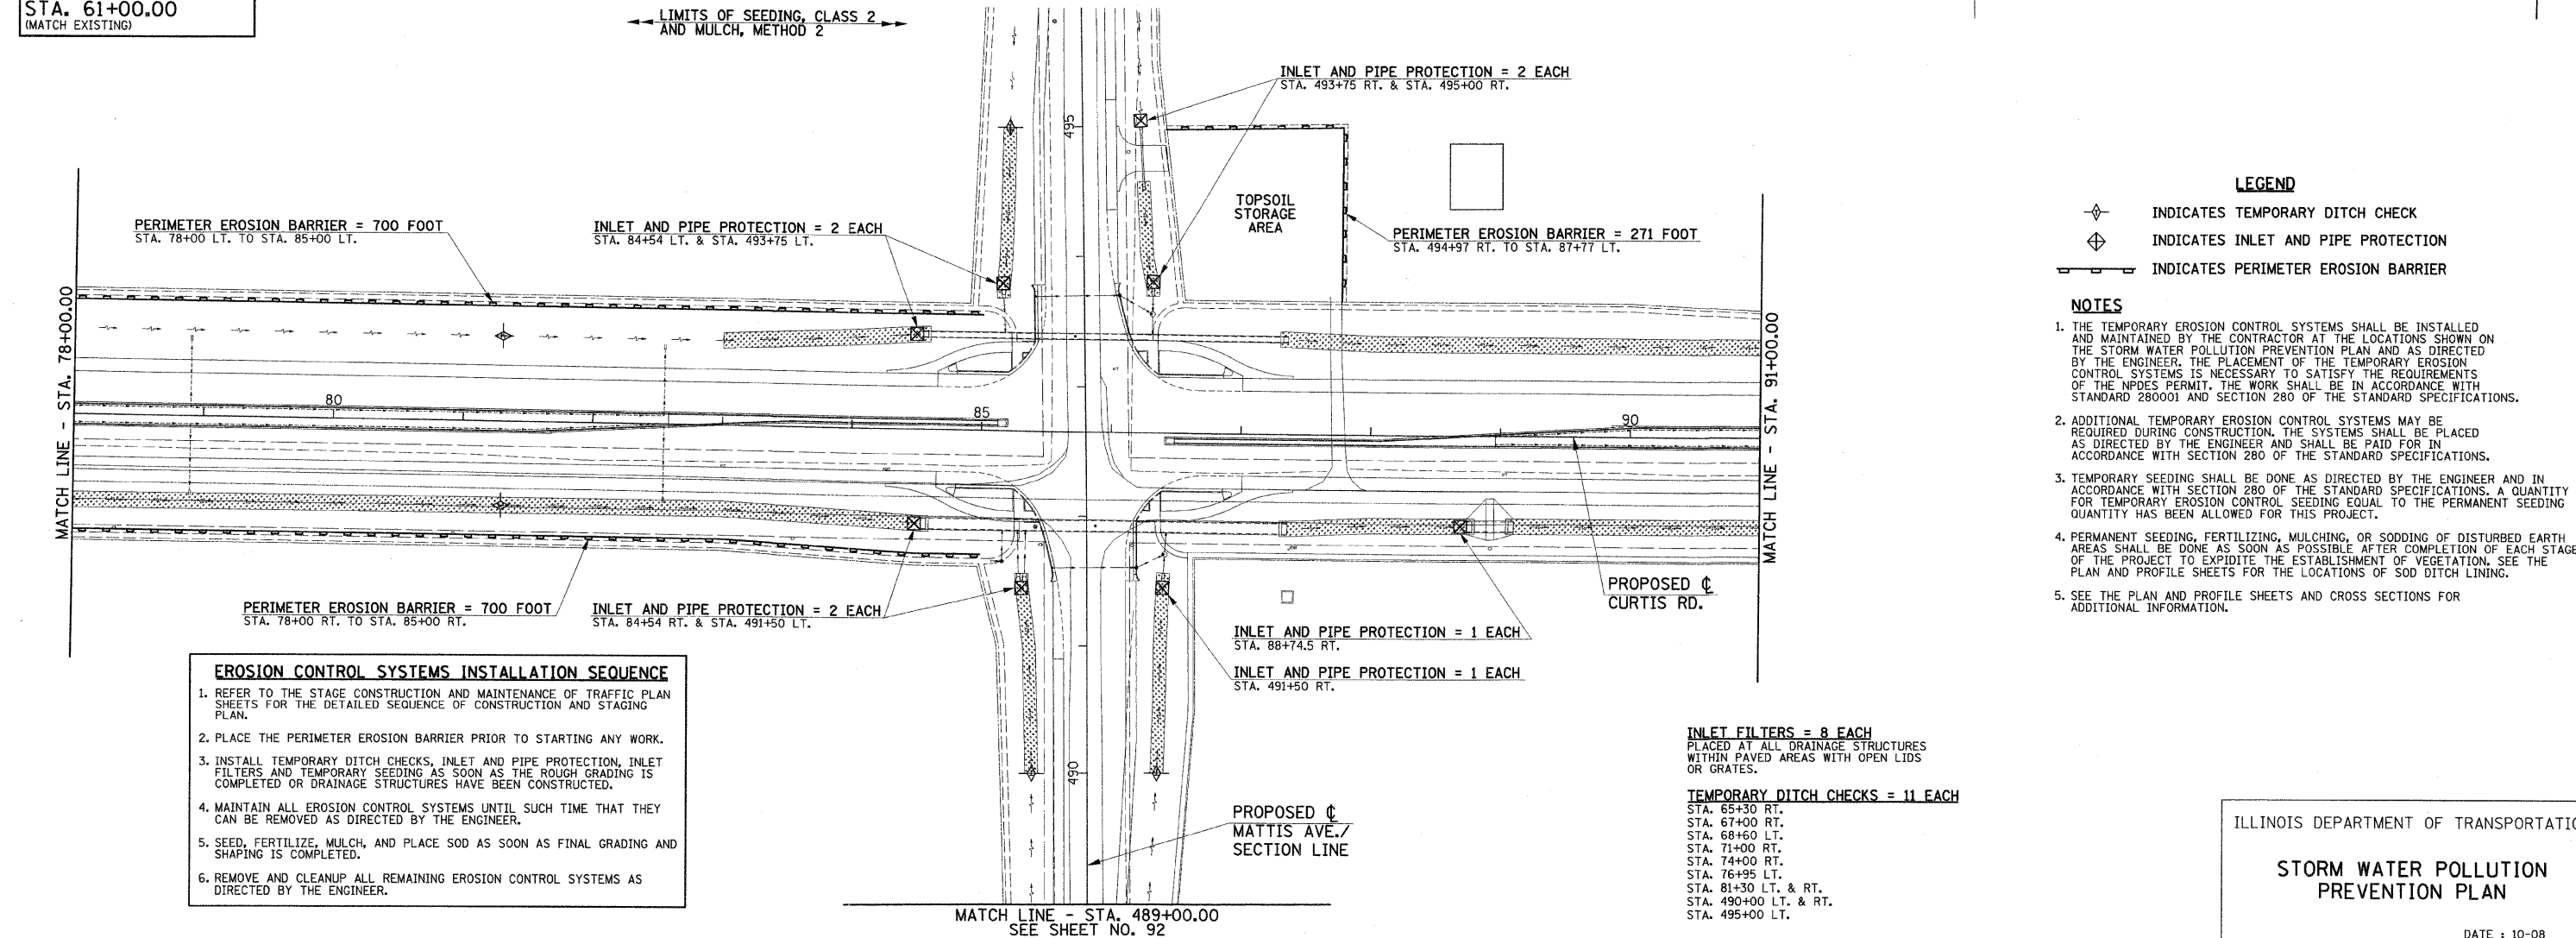 STA. 61+00.00
(MATCH EXISTING)
LIMITS OF SEEDING, CLASS 2
AND MULCH, METHOD 2
INLET AND PIPE PROTECTION = 2 EACH
STA. 493+75 RT. & STA. 495+00 RT.
495
TOPSOIL
STORAGE
AREA
PERIMETER EROSION BARRIER = 700 FOOT
STA. 78+00 LT. TO STA. 85+00 LT.
INLET AND PIPE PROTECTION = 2 EACH
STA. 84+54 LT. & STA. 493+75 LT.
PERIMETER EROSION BARRIER = 271 FOOT
STA. 494+97 RT. TO STA. 87+77 LT.
MATCH LINE - STA. 78+00.00
80
85
90
MATCH LINE - STA. 91+00.00
PROPOSED ℄
CURTIS RD.
PERIMETER EROSION BARRIER = 700 FOOT
STA. 78+00 RT. TO STA. 85+00 RT.
INLET AND PIPE PROTECTION = 2 EACH
STA. 84+54 RT. & STA. 491+50 LT.
INLET AND PIPE PROTECTION = 1 EACH
STA. 88+74.5 RT.
INLET AND PIPE PROTECTION = 1 EACH
STA. 491+50 RT.
490
PROPOSED ℄
MATTIS AVE./
SECTION LINE
MATCH LINE - STA. 489+00.00
SEE SHEET NO. 92
EROSION CONTROL SYSTEMS INSTALLATION SEQUENCE
1. REFER TO THE STAGE CONSTRUCTION AND MAINTENANCE OF TRAFFIC PLAN
SHEETS FOR THE DETAILED SEQUENCE OF CONSTRUCTION AND STAGING
PLAN.
2. PLACE THE PERIMETER EROSION BARRIER PRIOR TO STARTING ANY WORK.
3. INSTALL TEMPORARY DITCH CHECKS, INLET AND PIPE PROTECTION, INLET
FILTERS AND TEMPORARY SEEDING AS SOON AS THE ROUGH GRADING IS
COMPLETED OR DRAINAGE STRUCTURES HAVE BEEN CONSTRUCTED.
4. MAINTAIN ALL EROSION CONTROL SYSTEMS UNTIL SUCH TIME THAT THEY
CAN BE REMOVED AS DIRECTED BY THE ENGINEER.
5. SEED, FERTILIZE, MULCH, AND PLACE SOD AS SOON AS FINAL GRADING AND
SHAPING IS COMPLETED.
6. REMOVE AND CLEANUP ALL REMAINING EROSION CONTROL SYSTEMS AS
DIRECTED BY THE ENGINEER.
INLET FILTERS = 8 EACH
PLACED AT ALL DRAINAGE STRUCTURES
WITHIN PAVED AREAS WITH OPEN LIDS
OR GRATES.
TEMPORARY DITCH CHECKS = 11 EACH
STA. 65+30 RT.
STA. 67+00 RT.
STA. 68+60 LT.
STA. 71+00 RT.
STA. 74+00 RT.
STA. 76+95 LT.
STA. 81+30 LT. & RT.
STA. 490+00 LT. & RT.
STA. 495+00 LT.
LEGEND
INDICATES TEMPORARY DITCH CHECK
INDICATES INLET AND PIPE PROTECTION
INDICATES PERIMETER EROSION BARRIER
NOTES
1. THE TEMPORARY EROSION CONTROL SYSTEMS SHALL BE INSTALLED
AND MAINTAINED BY THE CONTRACTOR AT THE LOCATIONS SHOWN ON
THE STORM WATER POLLUTION PREVENTION PLAN AND AS DIRECTED
BY THE ENGINEER. THE PLACEMENT OF THE TEMPORARY EROSION
CONTROL SYSTEMS IS NECESSARY TO SATISFY THE REQUIREMENTS
OF THE NPDES PERMIT. THE WORK SHALL BE IN ACCORDANCE WITH
STANDARD 280001 AND SECTION 280 OF THE STANDARD SPECIFICATIONS.
2. ADDITIONAL TEMPORARY EROSION CONTROL SYSTEMS MAY BE
REQUIRED DURING CONSTRUCTION. THE SYSTEMS SHALL BE PLACED
AS DIRECTED BY THE ENGINEER AND SHALL BE PAID FOR IN
ACCORDANCE WITH SECTION 280 OF THE STANDARD SPECIFICATIONS.
3. TEMPORARY SEEDING SHALL BE DONE AS DIRECTED BY THE ENGINEER AND IN
ACCORDANCE WITH SECTION 280 OF THE STANDARD SPECIFICATIONS. A QUANTITY
FOR TEMPORARY EROSION CONTROL SEEDING EQUAL TO THE PERMANENT SEEDING
QUANTITY HAS BEEN ALLOWED FOR THIS PROJECT.
4. PERMANENT SEEDING, FERTILIZING, MULCHING, OR SODDING OF DISTURBED EARTH
AREAS SHALL BE DONE AS SOON AS POSSIBLE AFTER COMPLETION OF EACH STAGE
OF THE PROJECT TO EXPIDITE THE ESTABLISHMENT OF VEGETATION. SEE THE
PLAN AND PROFILE SHEETS FOR THE LOCATIONS OF SOD DITCH LINING.
5. SEE THE PLAN AND PROFILE SHEETS AND CROSS SECTIONS FOR
ADDITIONAL INFORMATION.
ILLINOIS DEPARTMENT OF TRANSPORTATIO
STORM WATER POLLUTION
PREVENTION PLAN
DATE : 10-08